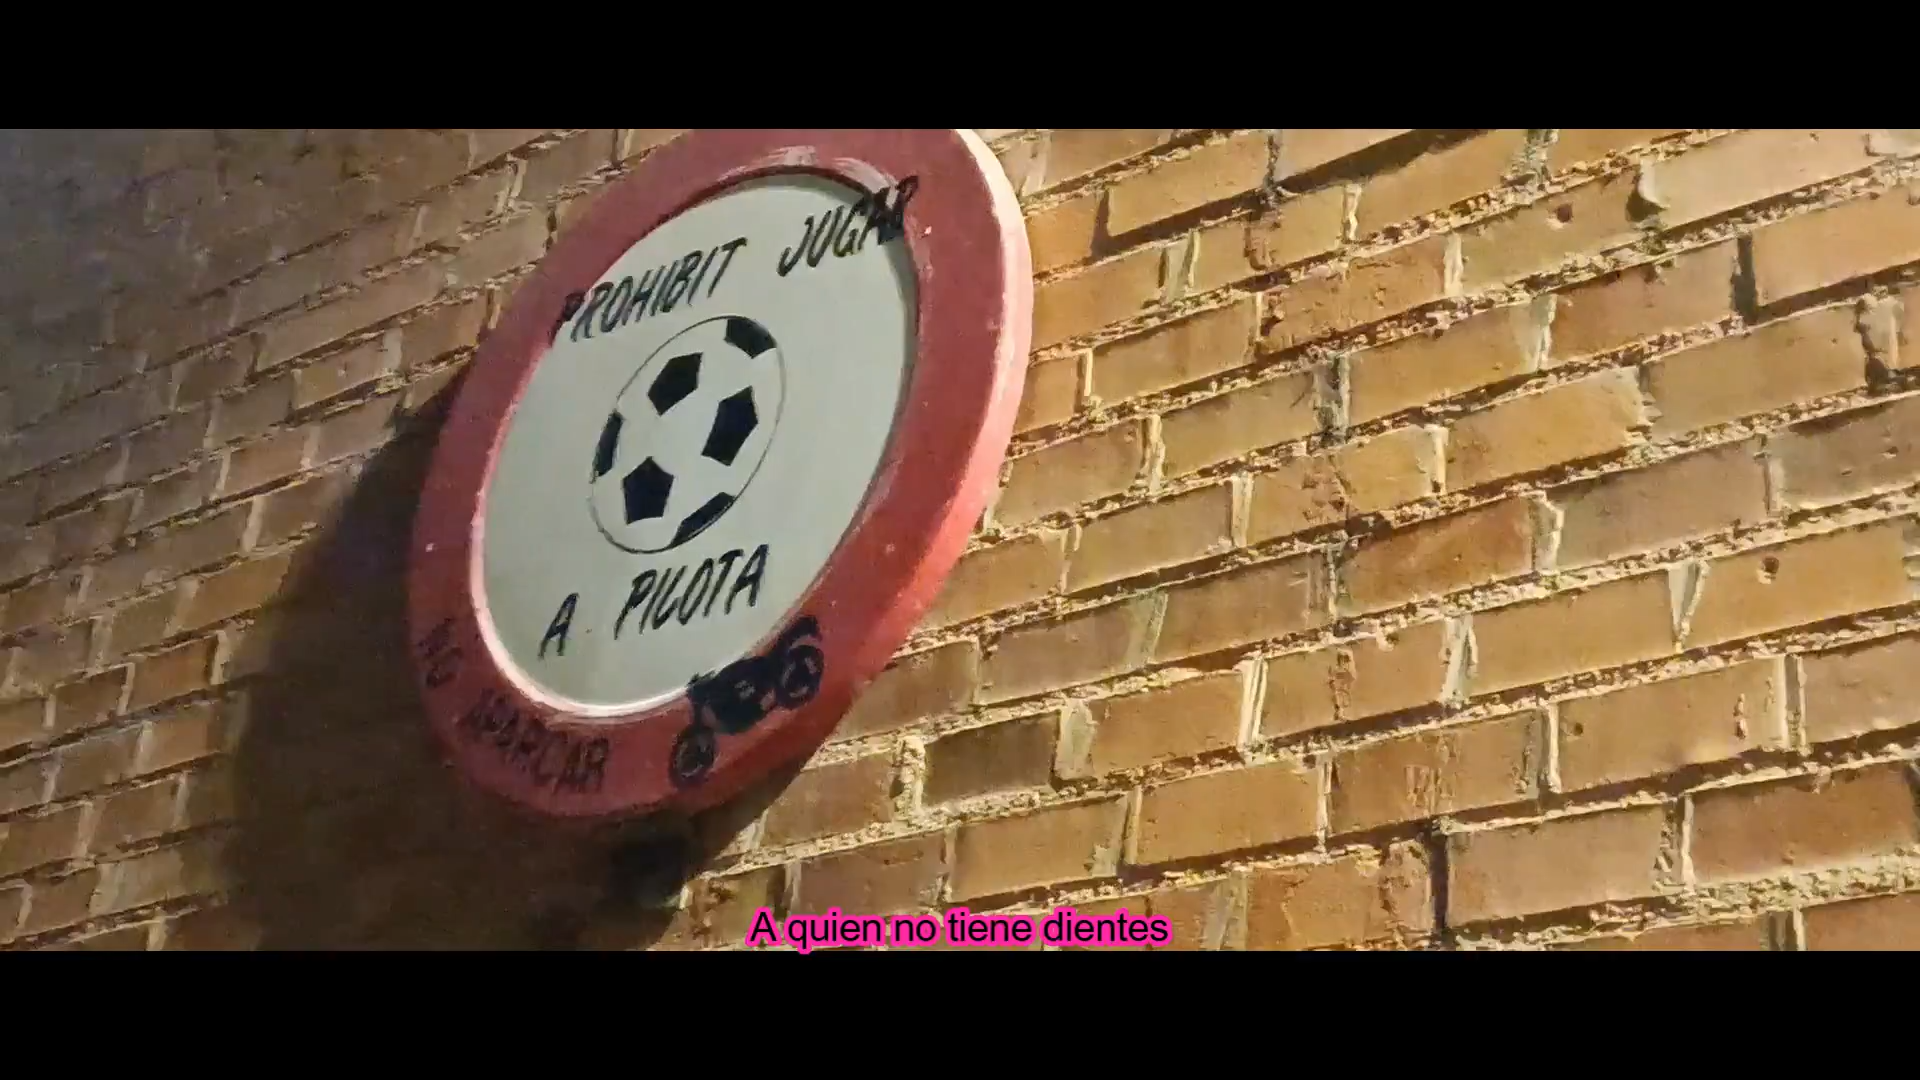 PROHIBIT JUGAR
A PILOTA
NO APARCAR
A quien no tiene dientes